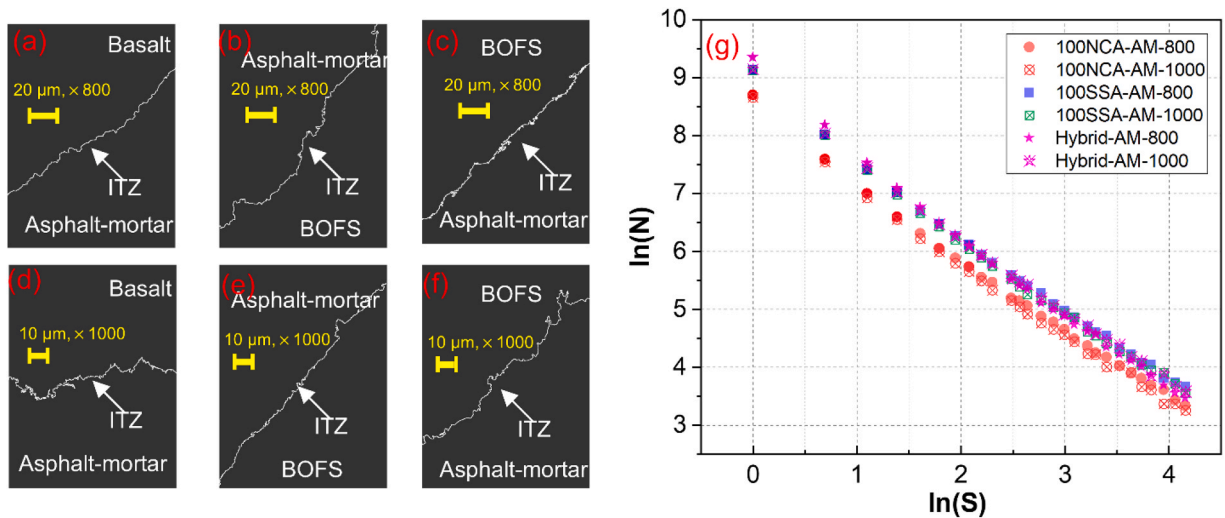 (a)
Basalt
20 μm, × 800
ITZ
Asphalt-mortar
(b)
Asphalt-mortar
20 μm, × 800
ITZ
BOFS
(c)
BOFS
20 μm, × 800
ITZ
Asphalt-mortar
(d)
Basalt
10 μm, × 1000
ITZ
Asphalt-mortar
(e)
Asphalt-mortar
10 μm, × 1000
ITZ
BOFS
(f)
BOFS
10 μm, × 1000
ITZ
Asphalt-mortar
(g)
100NCA-AM-800
100NCA-AM-1000
100SSA-AM-800
100SSA-AM-1000
Hybrid-AM-800
Hybrid-AM-1000
ln(N)
10
9
8
7
6
5
4
3
0 1 2 3 4 5
ln(S)